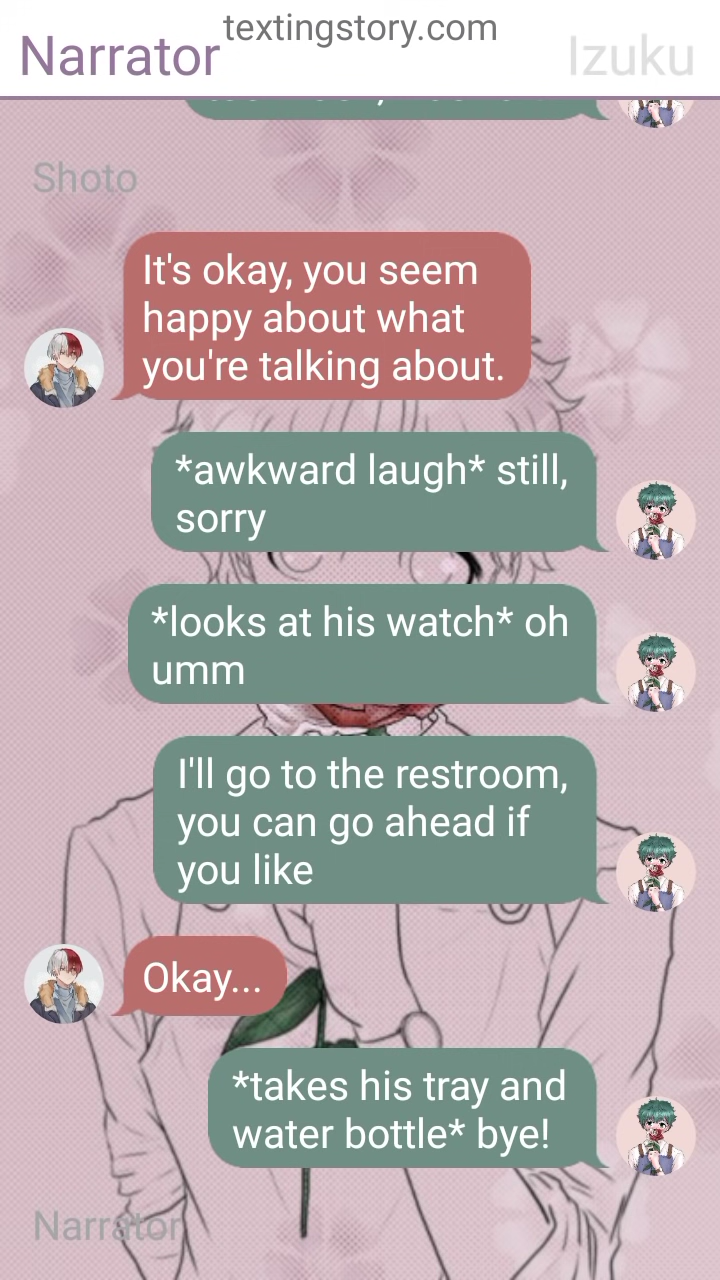 textingstory.com
Narrator
Izuku
Shoto
It's okay, you seem
happy about what
you're talking about.
*awkward laugh* still,
sorry
*looks at his watch* oh
umm
I'll go to the restroom,
you can go ahead if
you like
Okay...
*takes his tray and
water bottle* bye!
Narrator